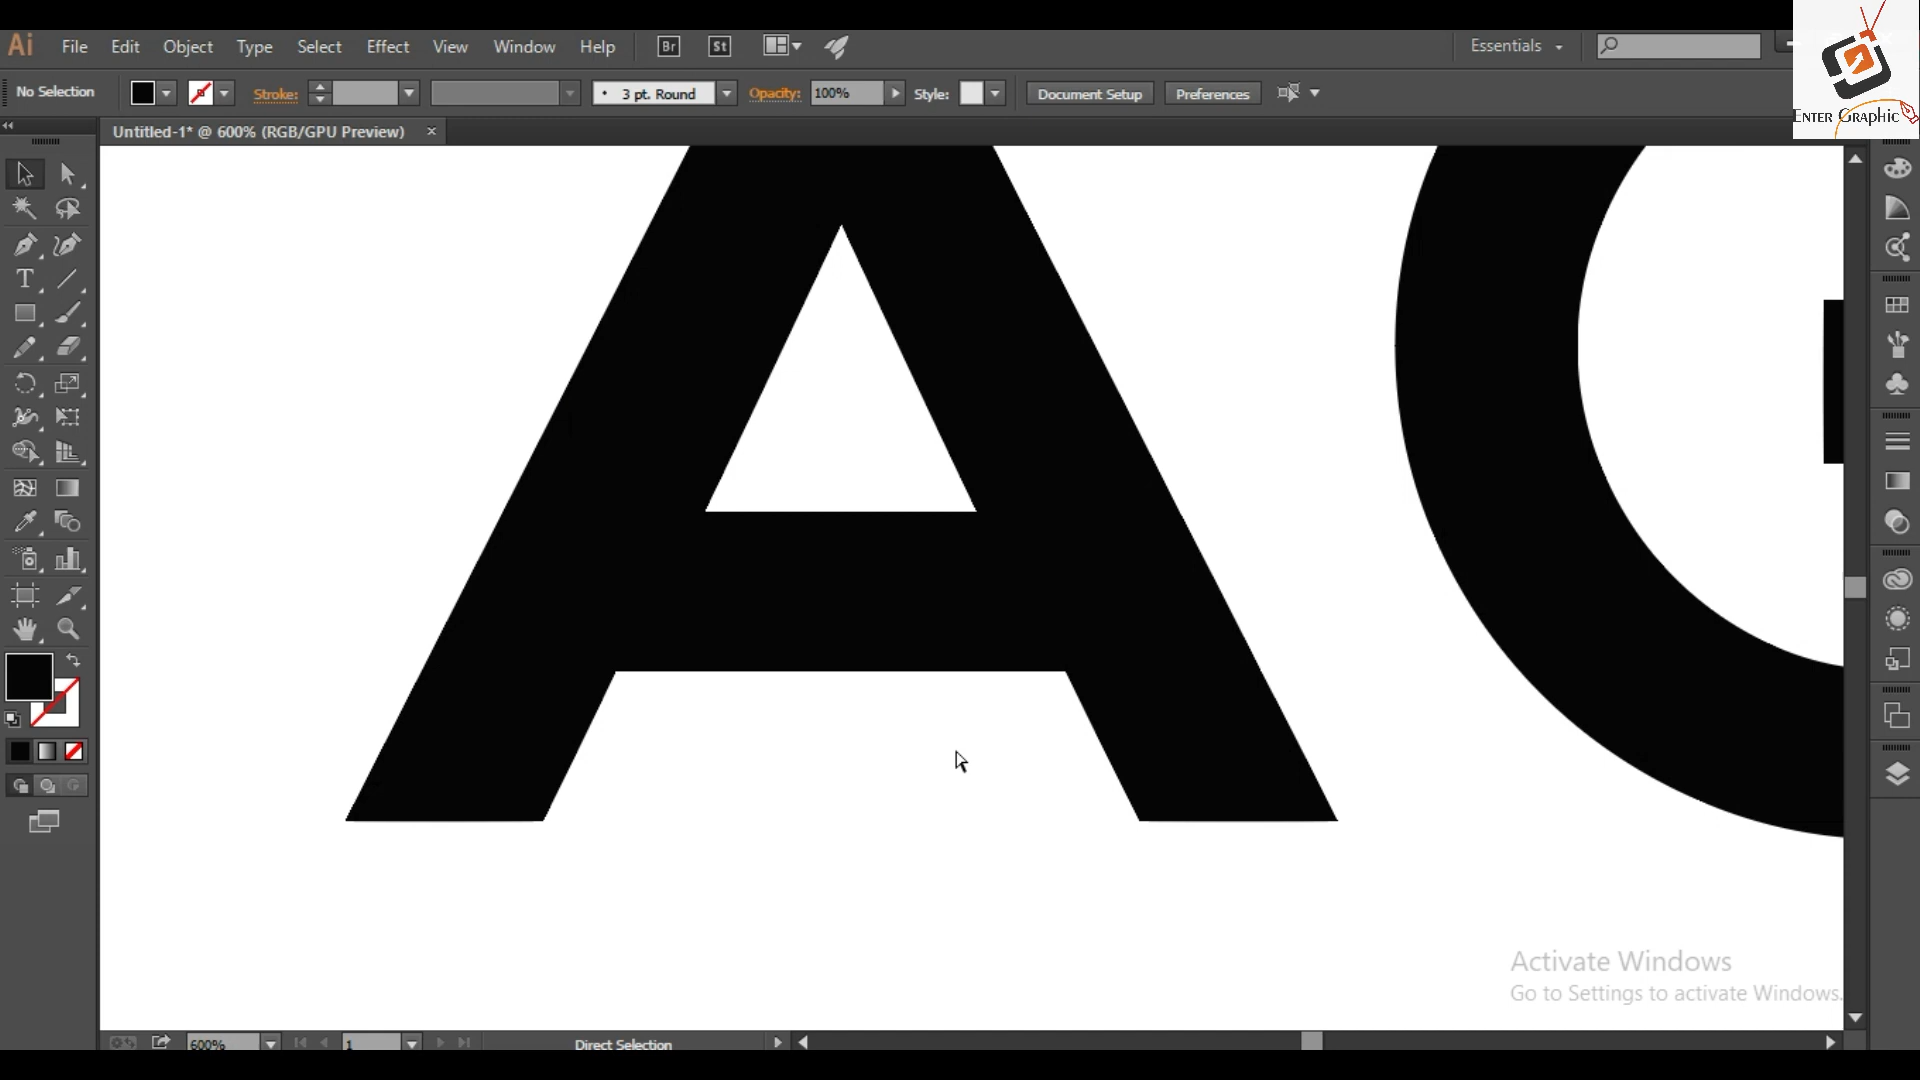 Ai File Edit Object Type Select Effect View Window Help Br St Essentials
No Selection Stroke: 3 pt. Round Opacity: 100% Style: Document Setup Preferences
ENTER GRAPHIC
Untitled-1* @ 600% (RGB/GPU Preview) ×
T
A
Activate Windows
Go to Settings to activate Windows.
600% 1 Direct Selection